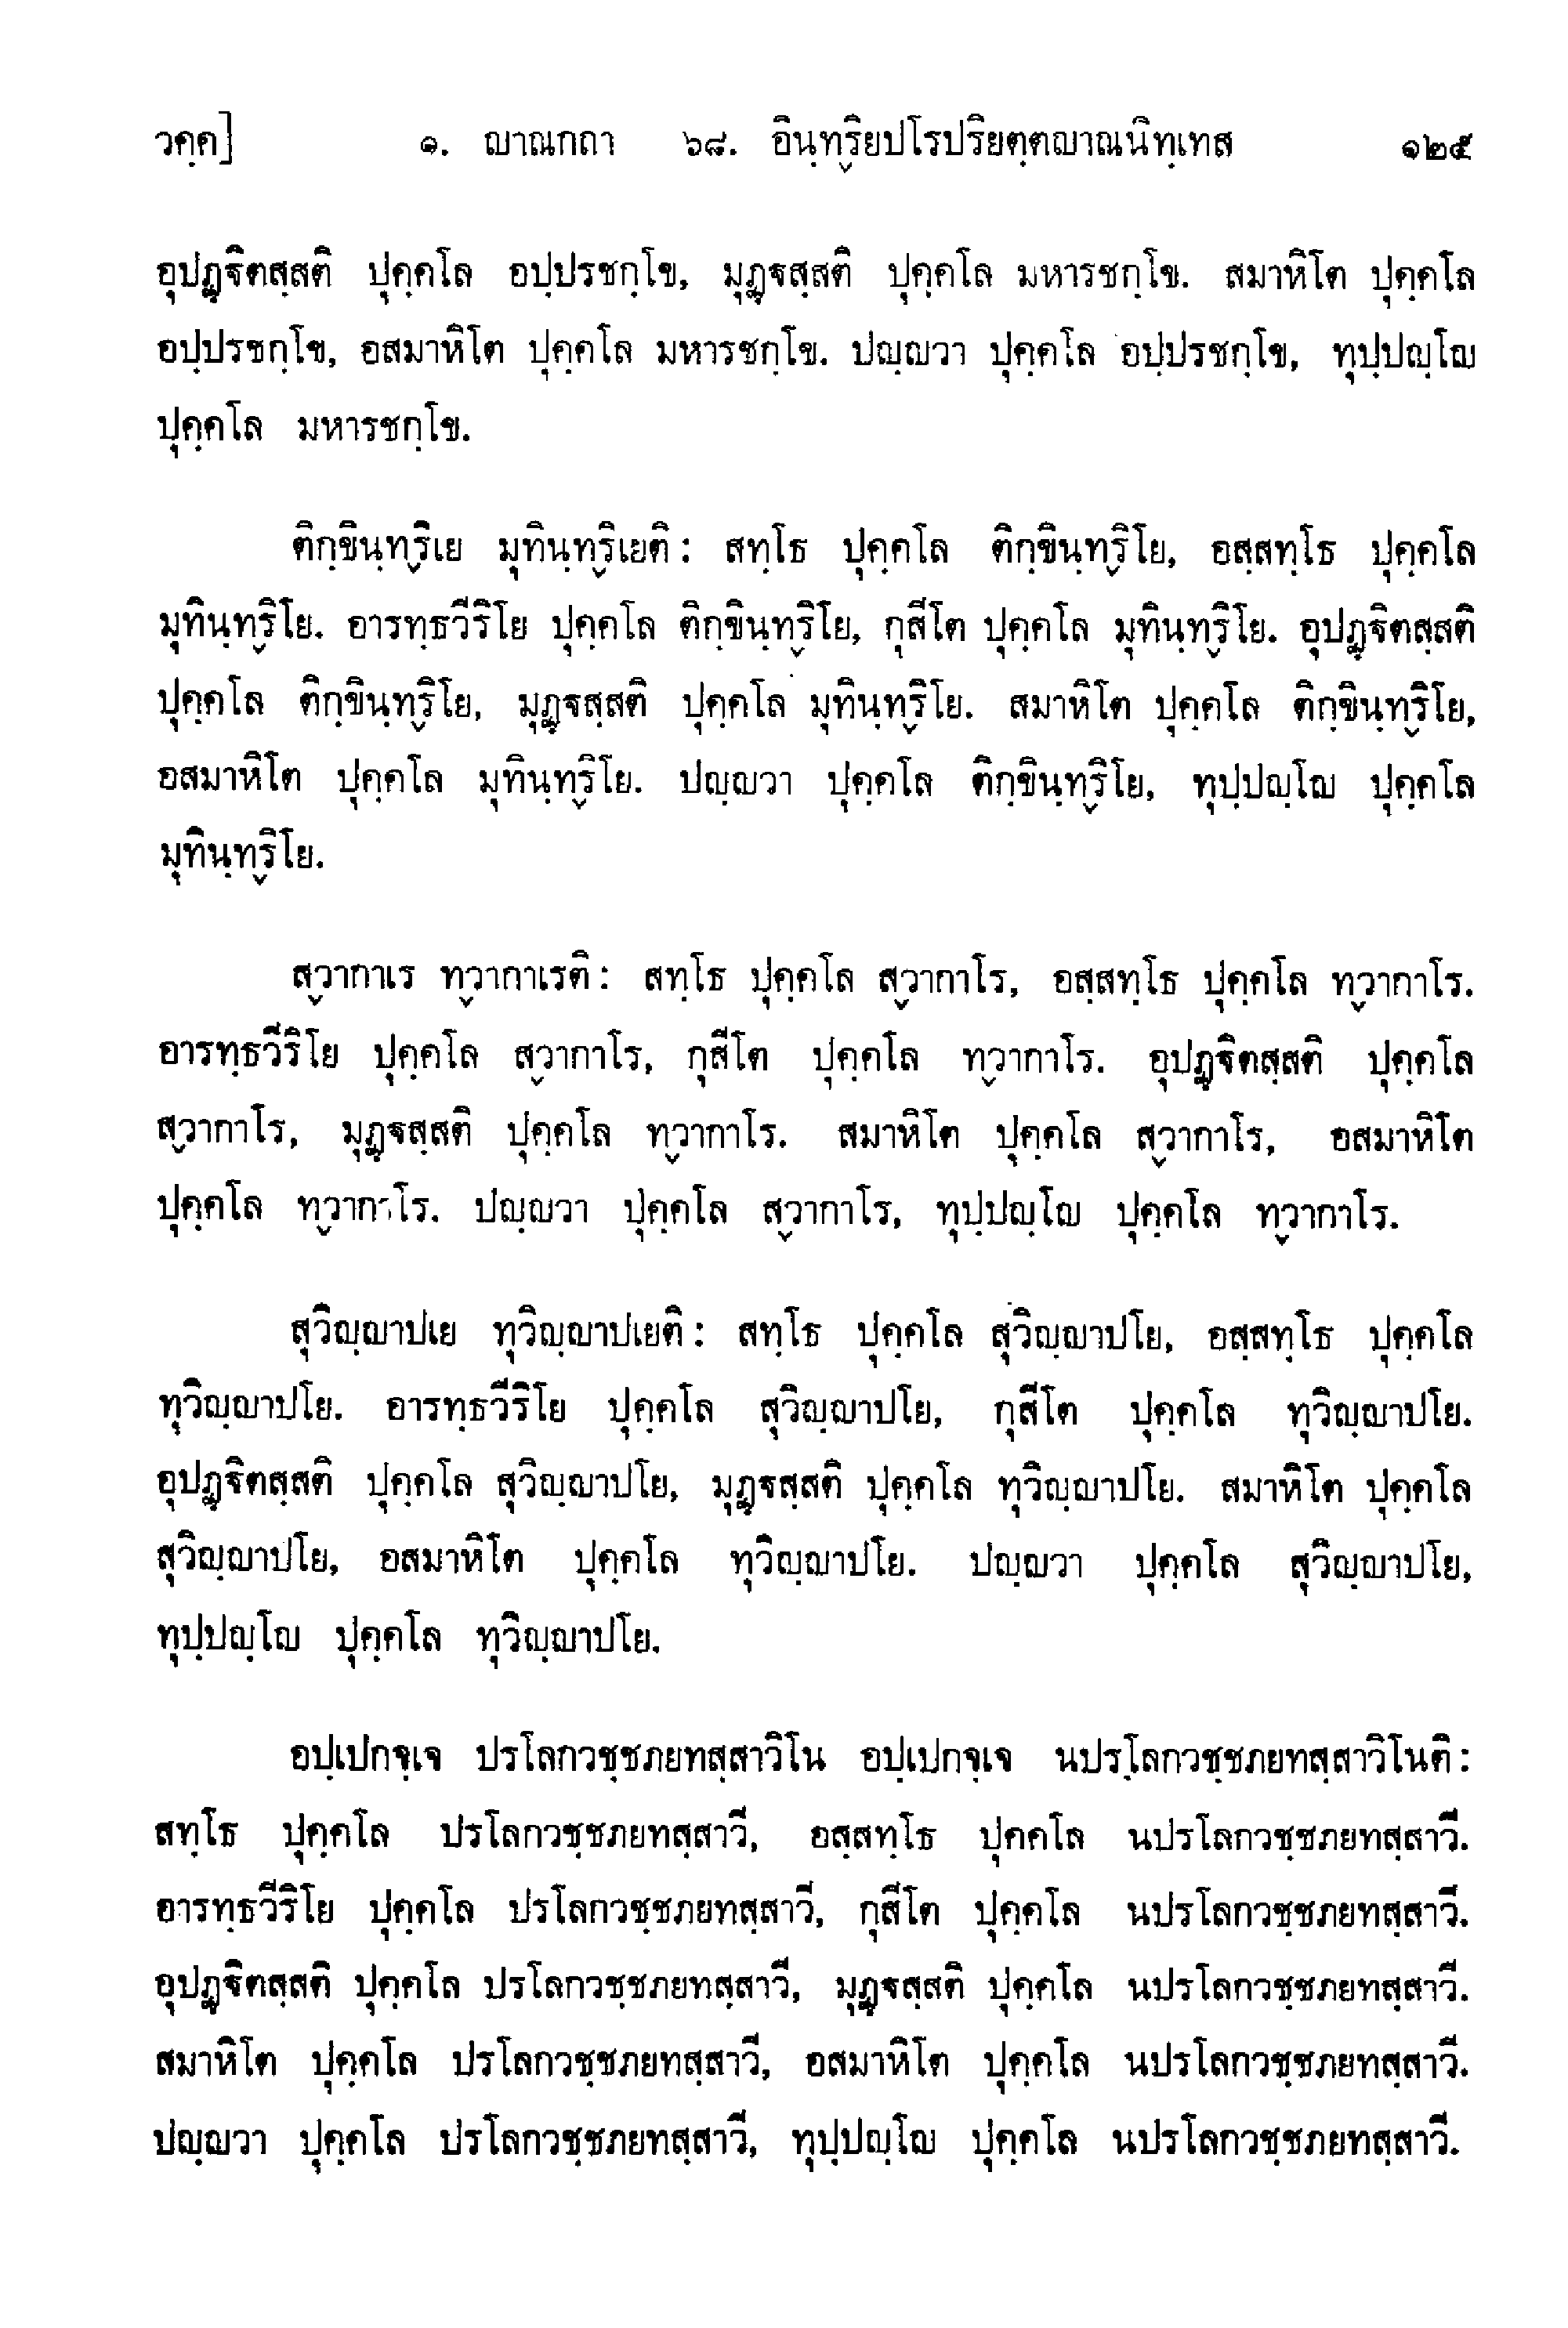 วคฺค] ๑. ญาณกถา ๖๘. อินฺทฺริยปโรปริยตฺตญาณนิทฺเทส ๑๒๕
อุปฏฺฐิตสฺสติ ปุคฺคโล อปฺปรชกฺโข, มุฏฺฐสฺสติ ปุคฺคโล มหารชกฺโข. สมาหิโต ปุคฺคโล
อปฺปรชกฺโข, อสมาหิโต ปุคฺคโล มหารชกฺโข. ปญฺญวา ปุคฺคโล อปฺปรชกฺโข, ทุปฺปญฺโญ
ปุคฺคโล มหารชกฺโข.
ติกฺขินฺทฺริเย มุทินฺทฺริเยติ: สทฺโธ ปุคฺคโล ติกฺขินฺทฺริโย, อสฺสทฺโธ ปุคฺคโล
มุทินฺทฺริโย. อารทฺธวีริโย ปุคฺคโล ติกฺขินฺทฺริโย, กุสีโต ปุคฺคโล มุทินฺทฺริโย. อุปฏฺฐิตสฺสติ
ปุคฺคโล ติกฺขินฺทฺริโย, มุฏฺฐสฺสติ ปุคฺคโล มุทินฺทฺริโย. สมาหิโต ปุคฺคโล ติกฺขินฺทฺริโย,
อสมาหิโต ปุคฺคโล มุทินฺทฺริโย. ปญฺญวา ปุคฺคโล ติกฺขินฺทฺริโย, ทุปฺปญฺโญ ปุคฺคโล
มุทินฺทฺริโย.
สฺวากาเร ทฺวากาเรติ: สทฺโธ ปุคฺคโล สฺวากาโร, อสฺสทฺโธ ปุคฺคโล ทฺวากาโร.
อารทฺธวีริโย ปุคฺคโล สฺวากาโร, กุสีโต ปุคฺคโล ทฺวากาโร. อุปฏฺฐิตสฺสติ ปุคฺคโล
สฺวากาโร, มุฏฺฐสฺสติ ปุคฺคโล ทฺวากาโร. สมาหิโต ปุคฺคโล สฺวากาโร, อสมาหิโต
ปุคฺคโล ทฺวากาโร. ปญฺญวา ปุคฺคโล สฺวากาโร, ทุปฺปญฺโญ ปุคฺคโล ทฺวากาโร.
สุวิญฺญาปเย ทุวิญฺญาปเยติ: สทฺโธ ปุคฺคโล สุวิญฺญาปโย, อสฺสทฺโธ ปุคฺคโล
ทุวิญฺญาปโย. อารทฺธวีริโย ปุคฺคโล สุวิญฺญาปโย, กุสีโต ปุคฺคโล ทุวิญฺญาปโย.
อุปฏฺฐิตสฺสติ ปุคฺคโล สุวิญฺญาปโย, มุฏฺฐสฺสติ ปุคฺคโล ทุวิญฺญาปโย. สมาหิโต ปุคฺคโล
สุวิญฺญาปโย, อสมาหิโต ปุคฺคโล ทุวิญฺญาปโย. ปญฺญวา ปุคฺคโล สุวิญฺญาปโย,
ทุปฺปญฺโญ ปุคฺคโล ทุวิญฺญาปโย.
อปฺเปกจฺเจ ปรโลกวชฺชภยทสฺสาวิโน อปฺเปกจฺเจ นปรฺโลกวชฺชภยทสฺสาวิโนติ:
สทฺโธ ปุคฺคโล ปรโลกวชฺชภยทสฺสาวี, อสฺสทฺโธ ปุคฺคโล นปรโลกวชฺชภยทสฺสาวี.
อารทฺธวีริโย ปุคฺคโล ปรโลกวชฺชภยทสฺสาวี, กุสีโต ปุคฺคโล นปรโลกวชฺชภยทสฺสาวี.
อุปฏฺฐิตสฺสติ ปุคฺคโล ปรโลกวชฺชภยทสฺสาวี, มุฏฺฐสฺสติ ปุคฺคโล นปรโลกวชฺชภยทสฺสาวี.
สมาหิโต ปุคฺคโล ปรโลกวชฺชภยทสฺสาวี, อสมาหิโต ปุคฺคโล นปรโลกวชฺชภยทสฺสาวี.
ปญฺญวา ปุคฺคโล ปรโลกวชฺชภยทสฺสาวี, ทุปฺปญฺโญ ปุคฺคโล นปรโลกวชฺชภยทสฺสาวี.